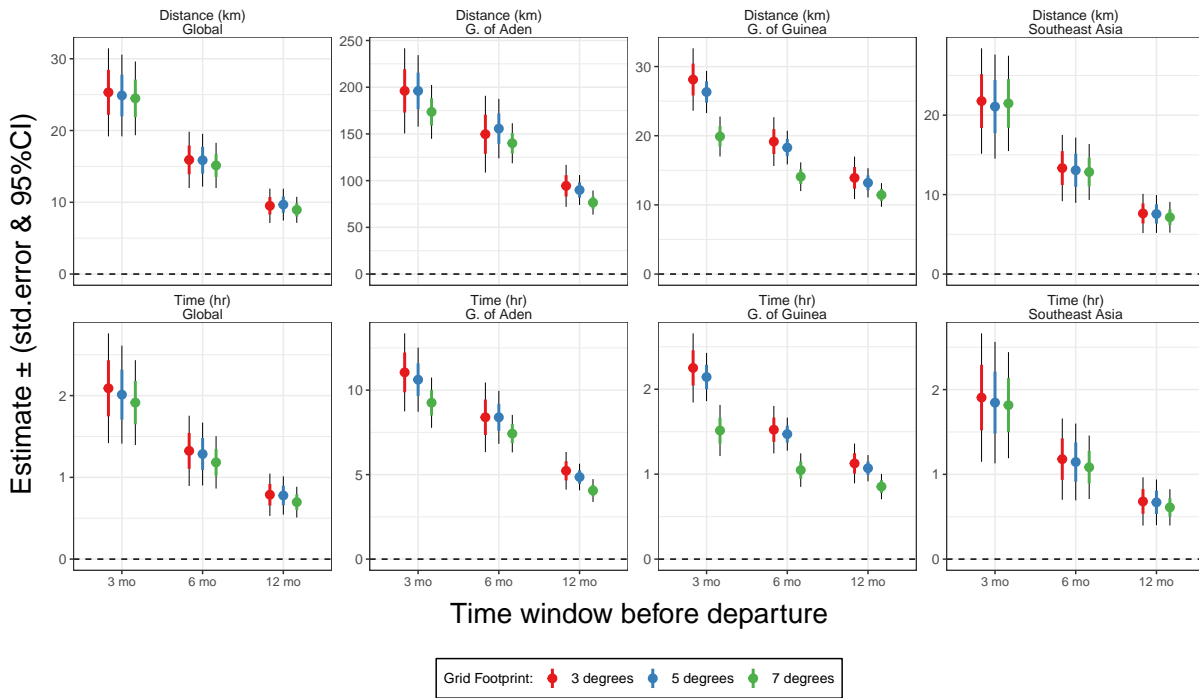 Distance (km)
Global
Distance (km)
G. of Aden
Distance (km)
G. of Guinea
Distance (km)
Southeast Asia
30
20
10
0
250
200
150
100
50
0
30
20
10
0
20
10
0
Time (hr)
Global
Time (hr)
G. of Aden
Time (hr)
G. of Guinea
Time (hr)
Southeast Asia
2
1
0
10
5
0
2
1
0
2
1
0
3 mo 6 mo 12 mo
3 mo 6 mo 12 mo
3 mo 6 mo 12 mo
3 mo 6 mo 12 mo
Estimate ± (std.error & 95%CI)
Time window before departure
Grid Footprint: 3 degrees 5 degrees 7 degrees